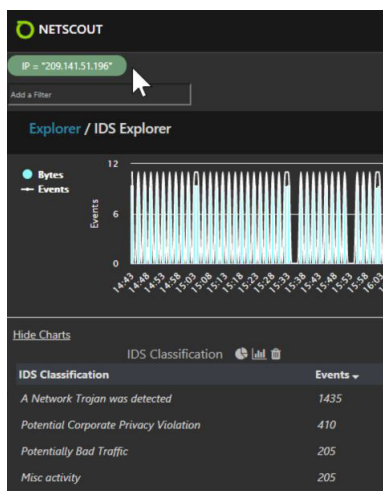 NETSCOUT
IP = "209.141.51.196"
Add a Filter
Explorer / IDS Explorer
Bytes
Events
Events
12
6
0
14:43 14:48 14:53 14:58 15:03 15:08 15:13 15:18 15:23 15:28 15:33 15:38 15:43 15:48 15:53 15:58 16:03
Hide Charts
IDS Classification
IDS Classification Events
A Network Trojan was detected 1435
Potential Corporate Privacy Violation 410
Potentially Bad Traffic 205
Misc activity 205